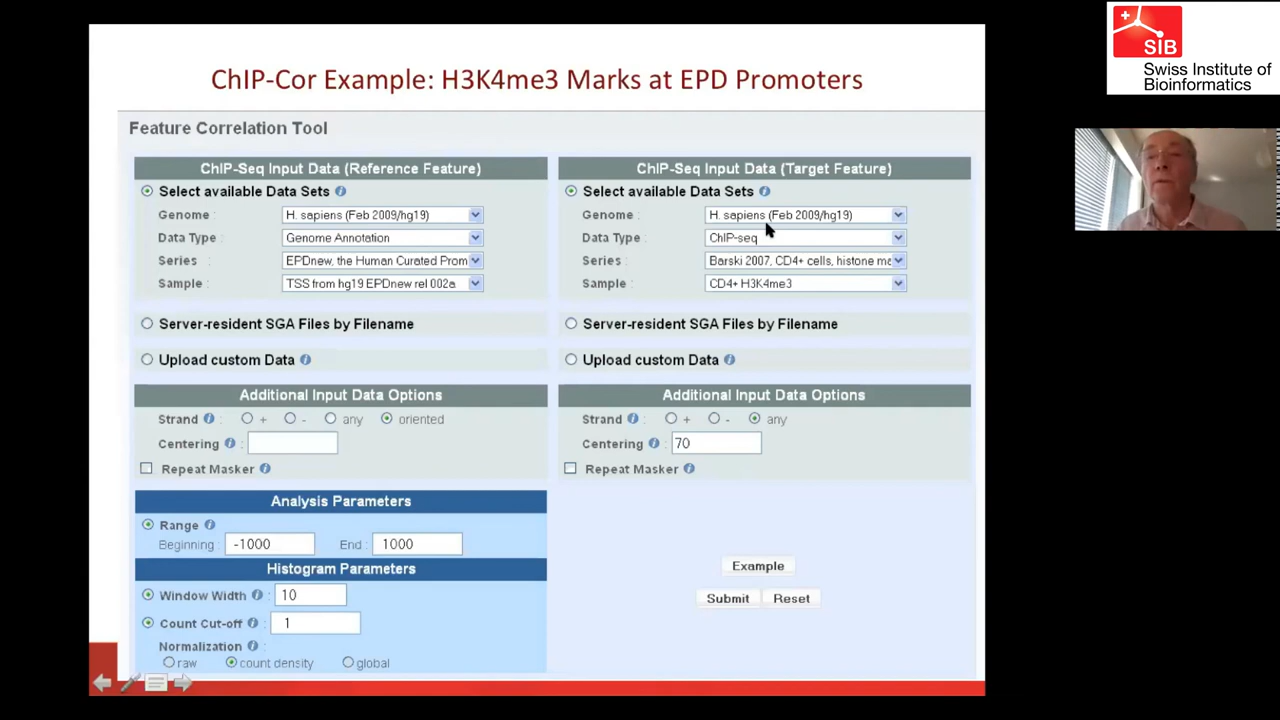 ChIP-Cor Example: H3K4me3 Marks at EPD Promoters
SIB
Swiss Institute of
Bioinformatics
Feature Correlation Tool
ChIP-Seq Input Data (Reference Feature)
Select available Data Sets
Genome : H. sapiens (Feb 2009/hg19)
Data Type : Genome Annotation
Series : EPDnew, the Human Curated Prom
Sample : TSS from hg19 EPDnew rel 002a
Server-resident SGA Files by Filename
Upload custom Data
Additional Input Data Options
Strand : + - any oriented
Centering :
Repeat Masker
ChIP-Seq Input Data (Target Feature)
Select available Data Sets
Genome : H. sapiens (Feb 2009/hg19)
Data Type : ChIP-seq
Series : Barski 2007, CD4+ cells, histone ma
Sample : CD4+ H3K4me3
Server-resident SGA Files by Filename
Upload custom Data
Additional Input Data Options
Strand : + - any
Centering : 70
Repeat Masker
Analysis Parameters
Range
Beginning : -1000 End : 1000
Histogram Parameters
Window Width : 10
Count Cut-off : 1
Normalization :
raw count density global
Example
Submit Reset